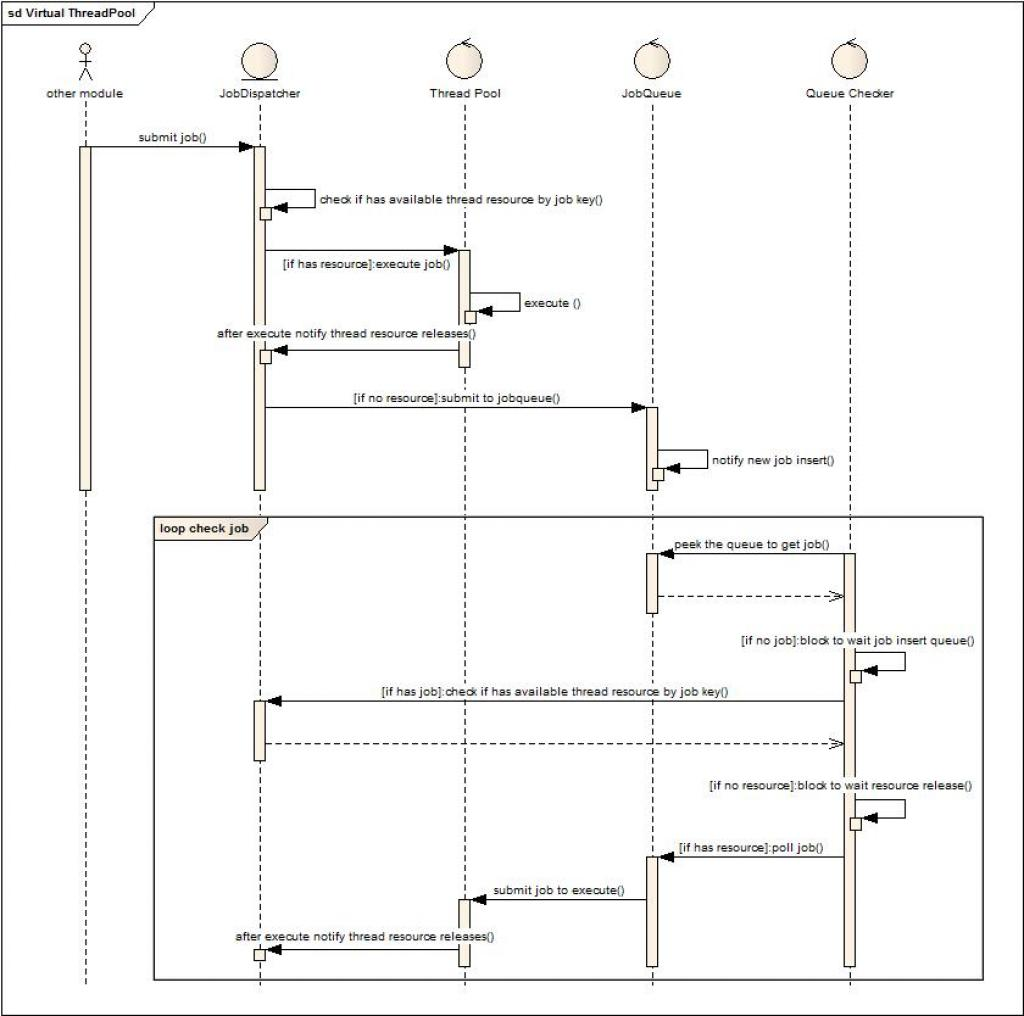 sd Virtual ThreadPool
other module
JobDispatcher
Thread Pool
JobQueue
Queue Checker
submit job()
check if has available thread resource by job key()
[if has resource]:execute job()
execute ()
after execute notify thread resource releases()
[if no resource]:submit to jobqueue()
notify new job insert()
loop check job
peek the queue to get job()
[if no job]:block to wait job insert queue()
[if has job]:check if has available thread resource by job key()
[if no resource]:block to wait resource release()
[if has resource]:poll job()
submit job to execute()
after execute notify thread resource releases()